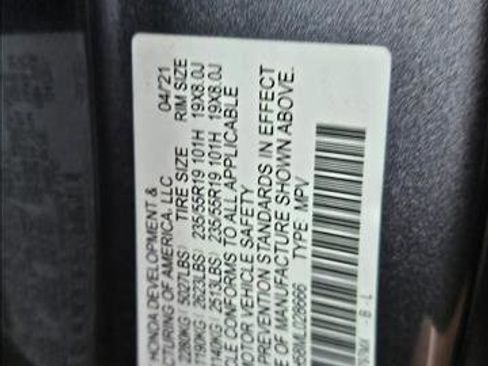 HONDA DEVELOPMENT &
CTURING OF AMERICA, LLC 04/21
2280KG ( 5027LBS) TIRE SIZE RIM SIZE
1190KG ( 2623LBS) 235/55R19 101H 19X8.0J
1140KG ( 2513LBS) 235/55R19 101H 19X8.0J
CLE CONFORMS TO ALL APPLICABLE
MOTOR VEHICLE SAFETY
PREVENTION STANDARDS IN EFFECT
E OF MANUFACTURE SHOWN ABOVE.
58ML028666 TYPE: MPV
- B - L